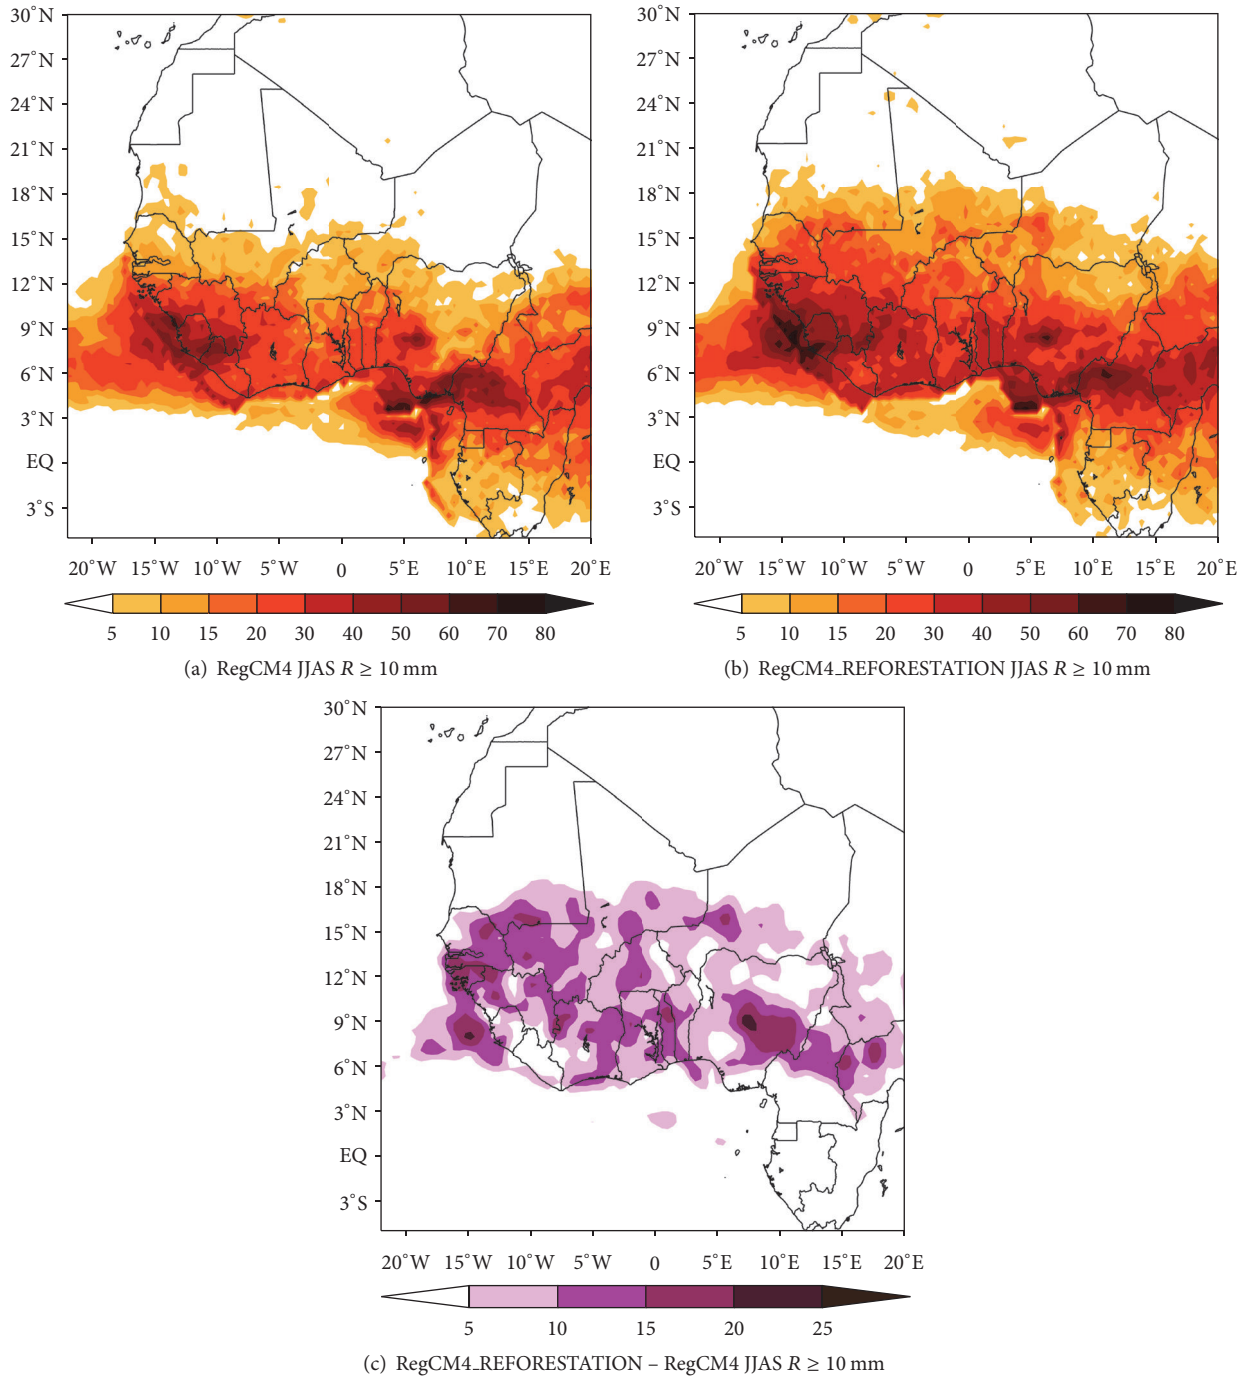 30°N
27°N
24°N
21°N
18°N
15°N
12°N
9°N
6°N
3°N
EQ
3°S
20°W 15°W 10°W 5°W 0 5°E 10°E 15°E 20°E
5 10 15 20 30 40 50 60 70 80
(a) RegCM4 JJAS R ≥ 10 mm
30°N
27°N
24°N
21°N
18°N
15°N
12°N
9°N
6°N
3°N
EQ
3°S
20°W 15°W 10°W 5°W 0 5°E 10°E 15°E 20°E
5 10 15 20 30 40 50 60 70 80
(b) RegCM4_REFORESTATION JJAS R ≥ 10 mm
30°N
27°N
24°N
21°N
18°N
15°N
12°N
9°N
6°N
3°N
EQ
3°S
20°W 15°W 10°W 5°W 0 5°E 10°E 15°E 20°E
5 10 15 20 25
(c) RegCM4_REFORESTATION – RegCM4 JJAS R ≥ 10 mm